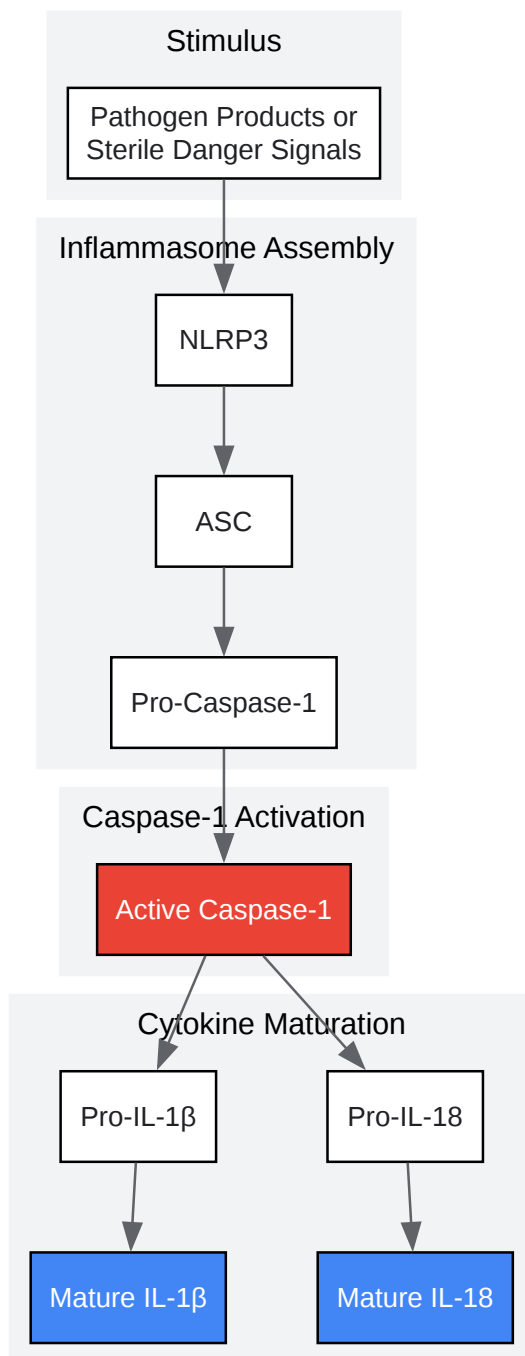 Stimulus
Pathogen Products or
Sterile Danger Signals
Inflammasome Assembly
NLRP3
ASC
Pro-Caspase-1
Caspase-1 Activation
Active Caspase-1
Cytokine Maturation
Pro-IL-1β
Pro-IL-18
Mature IL-1β
Mature IL-18